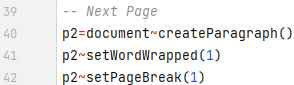 39 -- Next Page
40 p2=document~createParagraph()
41 p2~setWordWrapped(1)
42 p2~setPageBreak(1)